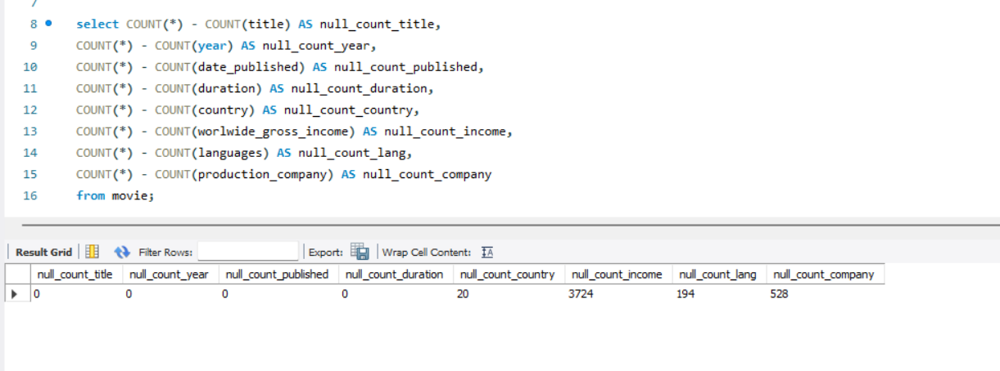 7
8 select COUNT(*) - COUNT(title) AS null_count_title,
9 COUNT(*) - COUNT(year) AS null_count_year,
10 COUNT(*) - COUNT(date_published) AS null_count_published,
11 COUNT(*) - COUNT(duration) AS null_count_duration,
12 COUNT(*) - COUNT(country) AS null_count_country,
13 COUNT(*) - COUNT(worlwide_gross_income) AS null_count_income,
14 COUNT(*) - COUNT(languages) AS null_count_lang,
15 COUNT(*) - COUNT(production_company) AS null_count_company
16 from movie;
Result Grid Filter Rows: Export: Wrap Cell Content: IA
null_count_title null_count_year null_count_published null_count_duration null_count_country null_count_income null_count_lang null_count_company
0 0 0 0 20 3724 194 528